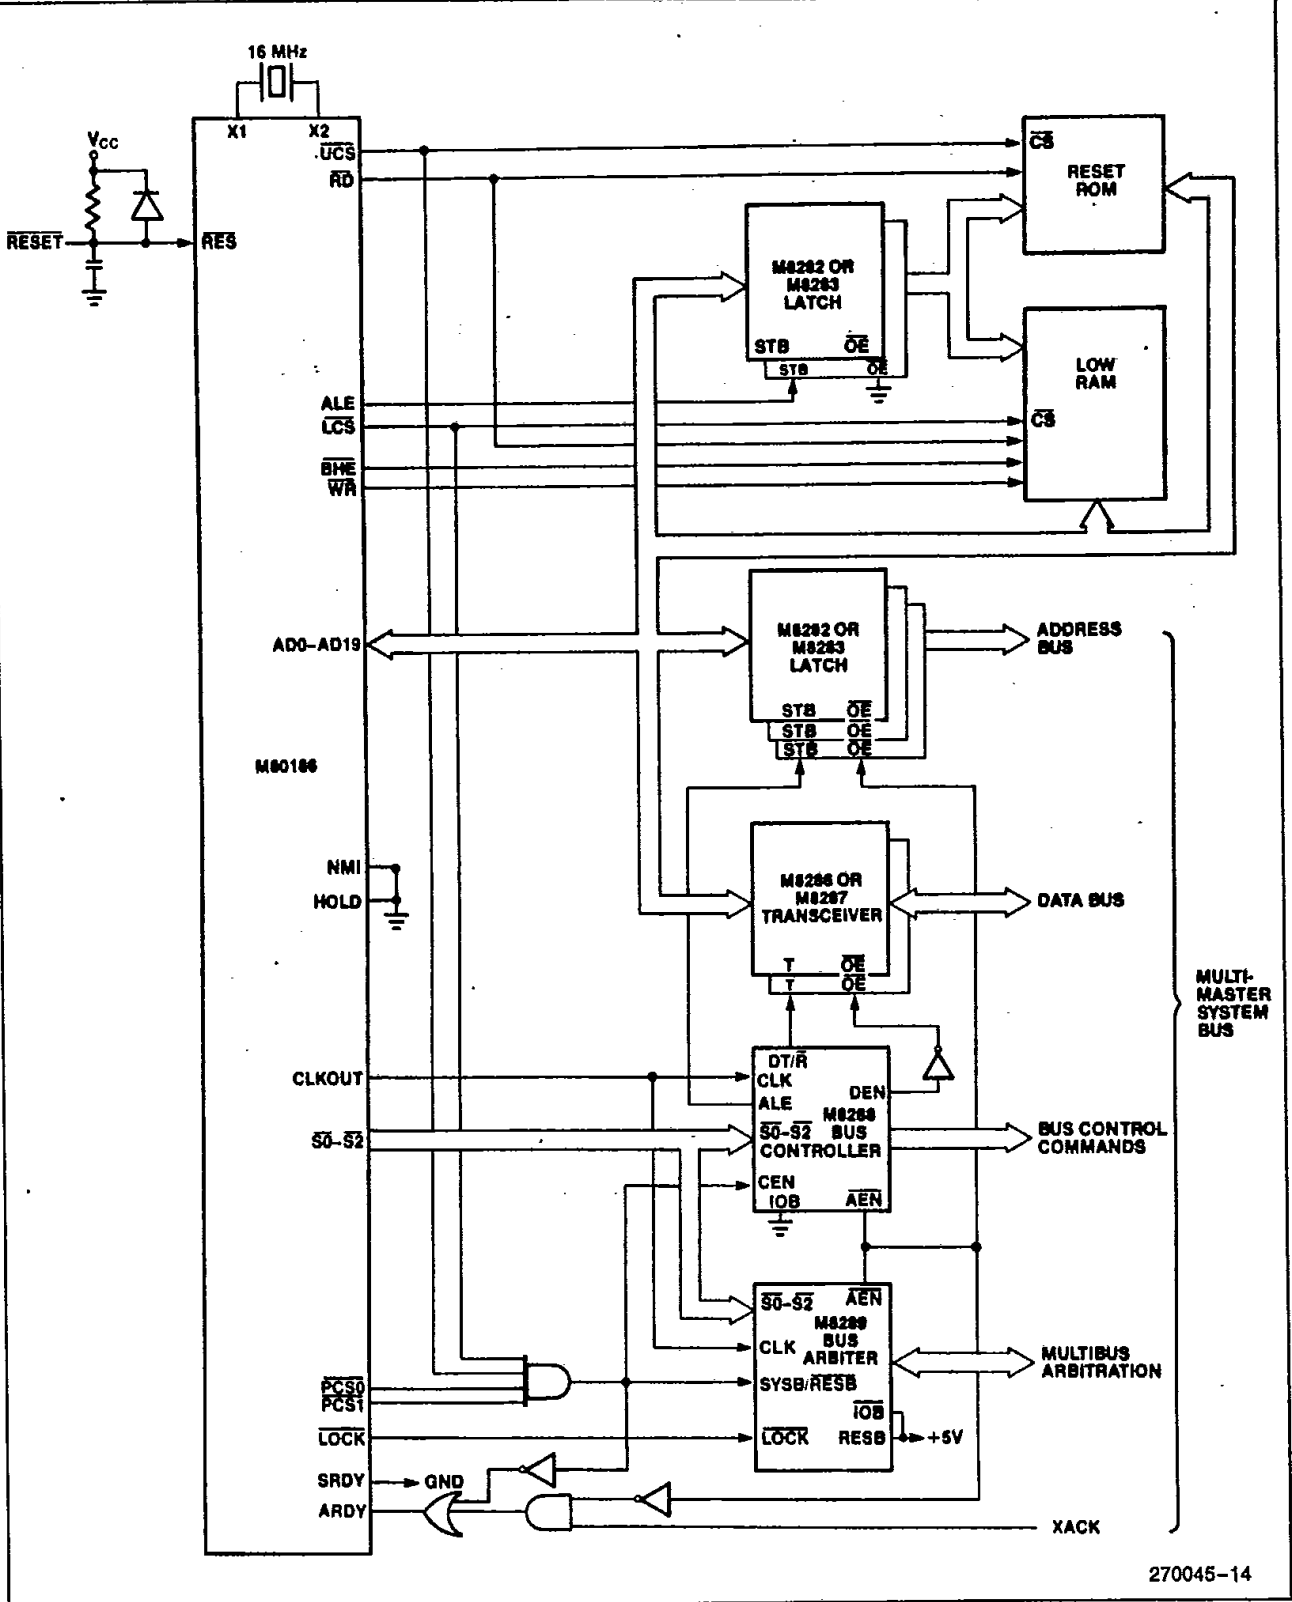 16 MHz
X1 X2
VCC
UCS
RD
RESET
RES
CS
RESET
ROM
M8282 OR
M8283
LATCH
STB OE
STB OE
LOW
RAM
CS
ALE
LCS
BHE
WR
AD0–AD19
M8282 OR
M8283
LATCH
STB OE
STB OE
STB OE
ADDRESS
BUS
M80186
NMI
HOLD
M8286 OR
M8287
TRANSCEIVER
T OE
T OE
DATA BUS
MULTI-
MASTER
SYSTEM
BUS
CLKOUT
S0–S2
DT/R
CLK
ALE
DEN
M8288
S0–S2 BUS
CONTROLLER
CEN
IOB AEN
BUS CONTROL
COMMANDS
S0–S2 AEN
M8289
BUS
CLK ARBITER
SYSB/RESB
IOB
LOCK RESB
+5V
MULTIBUS
ARBITRATION
PCS0
PCS1
LOCK
SRDY GND
ARDY
XACK
270045–14